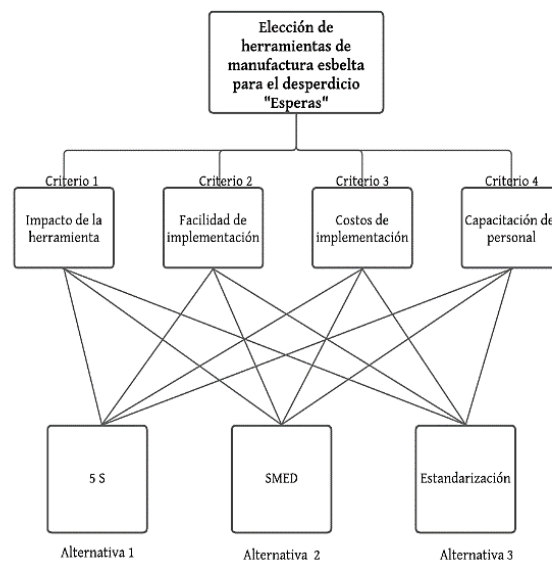 Elección de
herramientas de
manufactura esbelta
para el desperdicio
"Esperas"
Criterio 1
Criterio 2
Criterio 3
Criterio 4
Impacto de la
herramienta
Facilidad de
implementación
Costos de
implementación
Capacitación de
personal
5 S
SMED
Estandarización
Alternativa 1
Alternativa 2
Alternativa 3